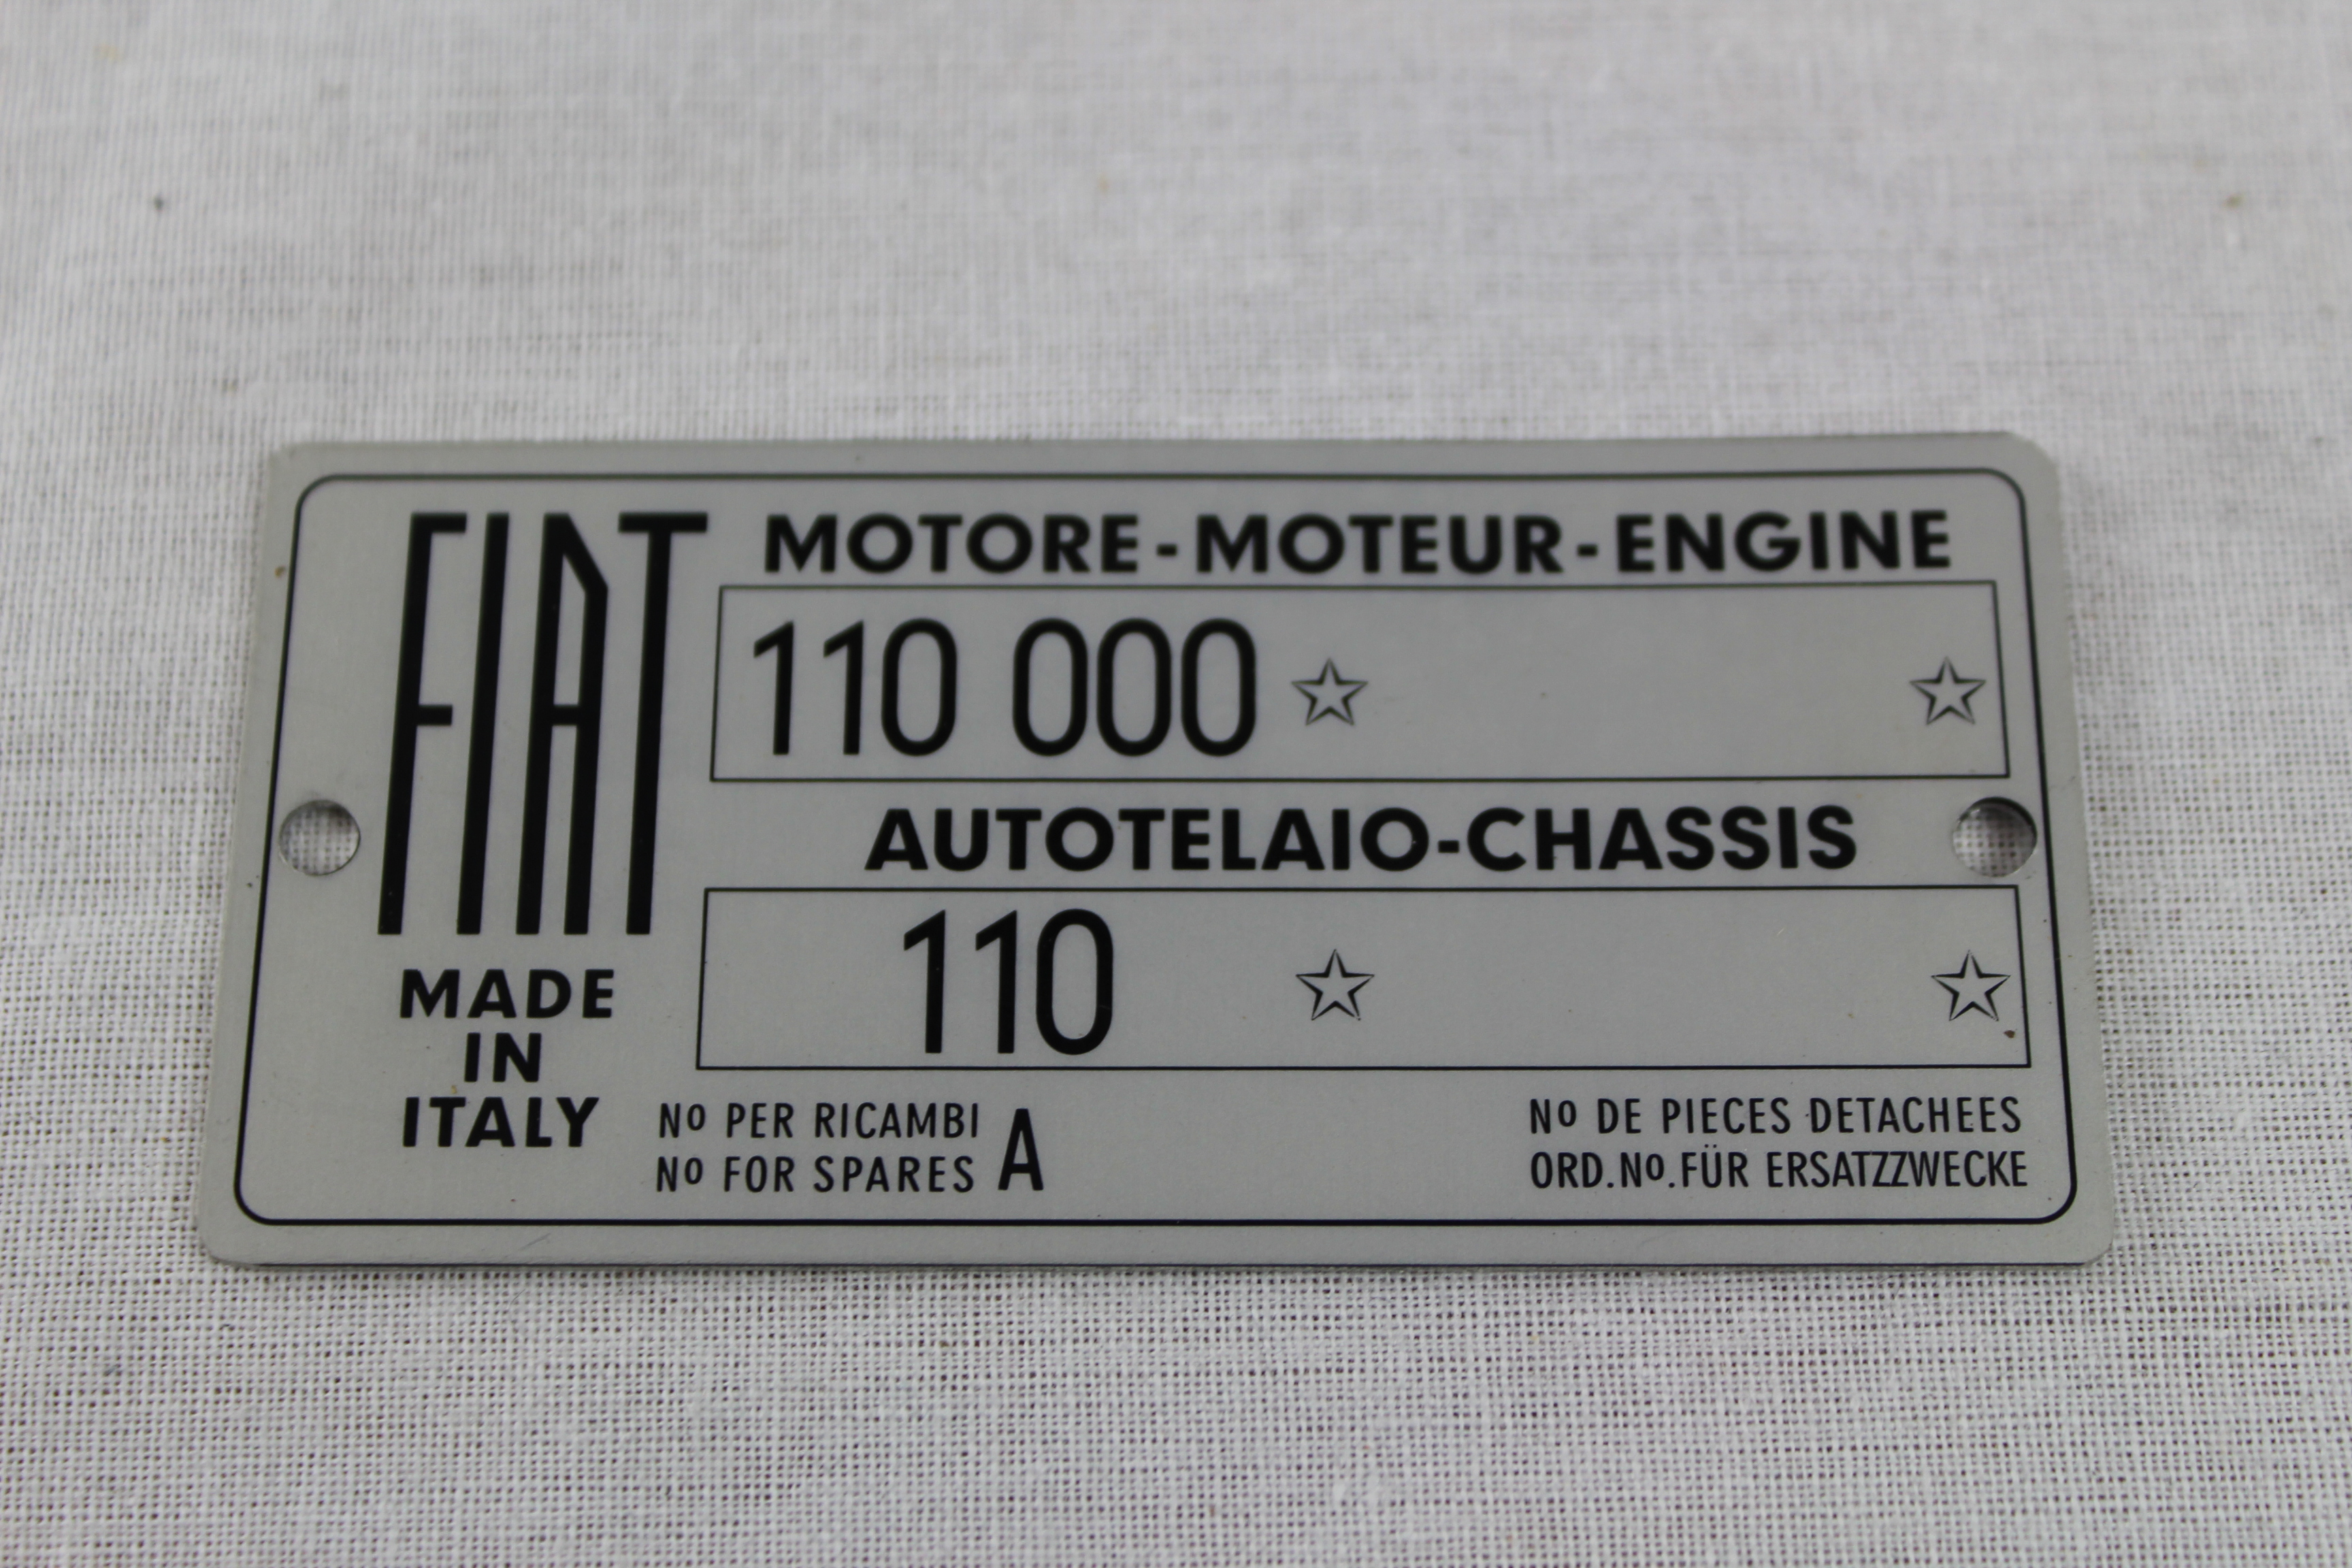 FIAT
MADE
IN
ITALY
MOTORE-MOTEUR-ENGINE
110 000 ☆ ☆
AUTOTELAIO-CHASSIS
110 ☆ ☆
No PER RICAMBI
No FOR SPARES
A
No DE PIECES DETACHEES
ORD.No.FÜR ERSATZZWECKE